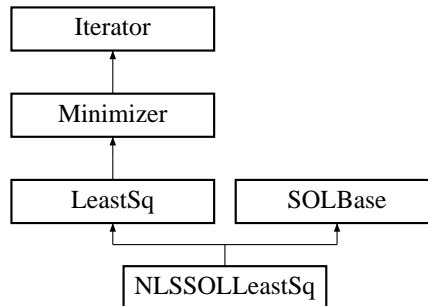 Iterator
Minimizer
LeastSq
SOLBase
NLSSOLLeastSq